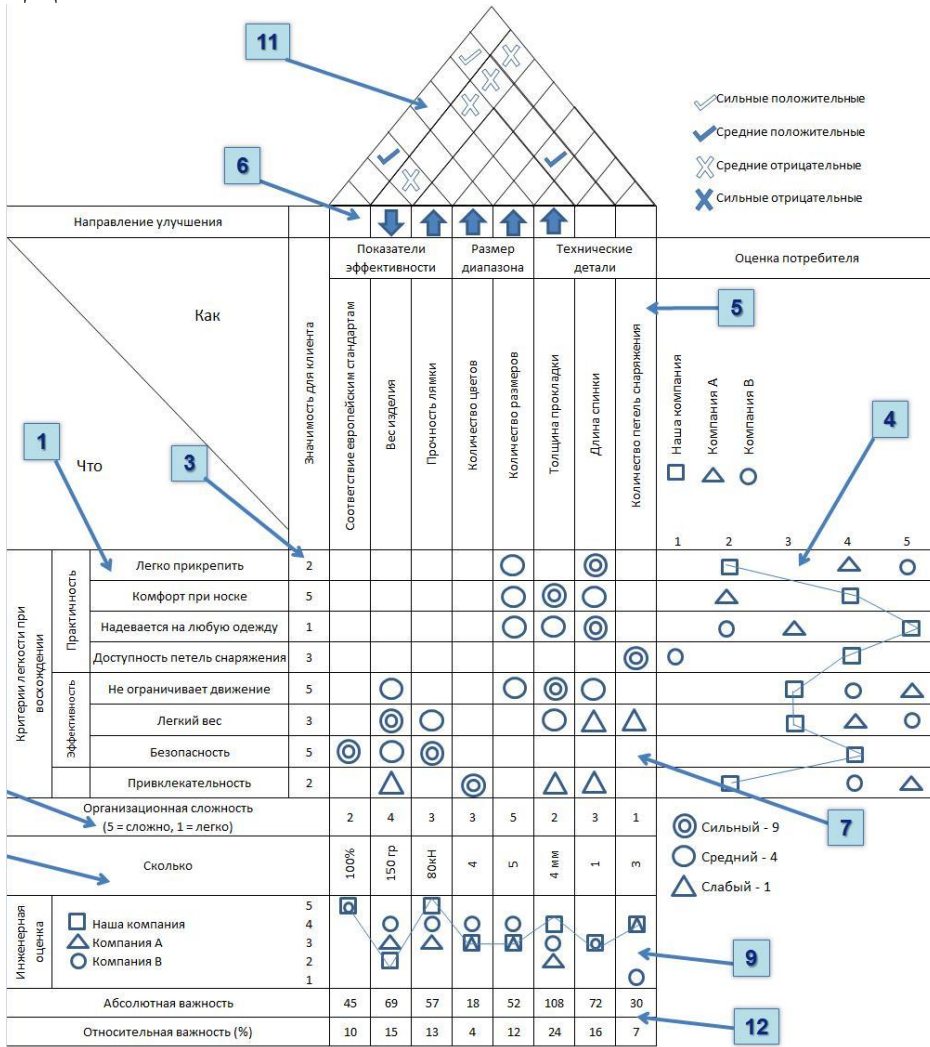 11
Сильные положительные
Средние положительные
6
Средние отрицательные
Сильные отрицательные
Направление улучшения
Показатели эффективности
Размер диапазона
Технические детали
Оценка потребителя
Как
Что
Значимость для клиента
Соответствие европейским стандартам
Вес изделия
Прочность лямки
Количество цветов
Количество размеров
Толщина прокладки
Длина спинки
Количество петель снаряжения
5
Наша компания
Компания А
Компания В
4
1
3
1 2 3 4 5
Критерии легкости при восхождении
Практичность
Легко прикрепить 2
Комфорт при носке 5
Надевается на любую одежду 1
Доступность петель снаряжения 3
Эффективность
Не ограничивает движение 5
Легкий вес 3
Безопасность 5
Привлекательность 2
7
Организационная сложность
(5 = сложно, 1 = легко) 2 4 3 3 5 2 3 1
Сильный - 9
Средний - 4
Слабый - 1
Сколько 100% 150 гр 80кН 4 5 4 мм 1 3
Инженерная оценка
Наша компания
Компания А
Компания В
5
4
3
2
1
9
Абсолютная важность 45 69 57 18 52 108 72 30
Относительная важность (%) 10 15 13 4 12 24 16 7
12